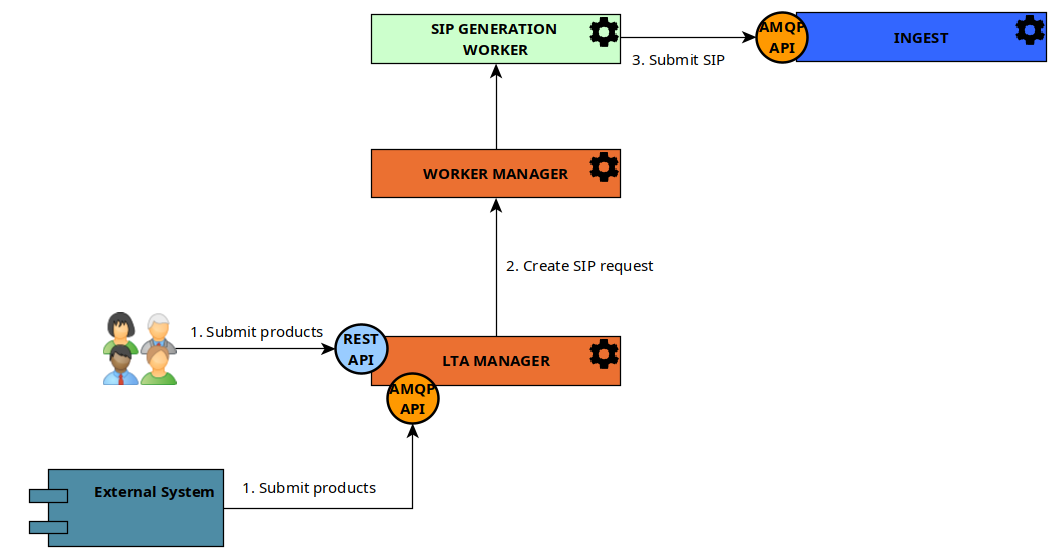 SIP GENERATION
WORKER
AMQP
API
INGEST
3. Submit SIP
WORKER MANAGER
2. Create SIP request
1. Submit products
REST
API
LTA MANAGER
AMQP
API
External System
1. Submit products